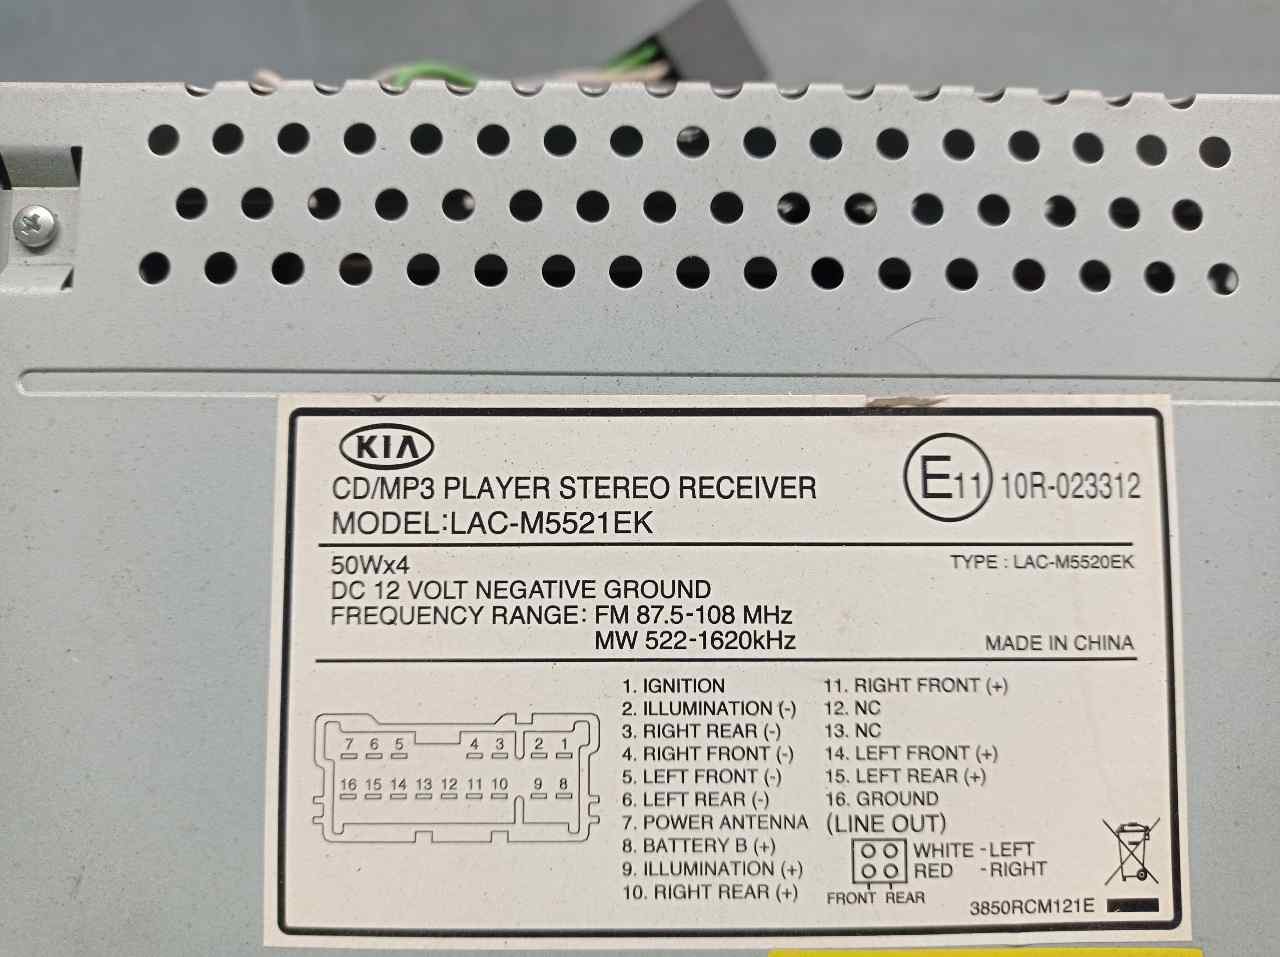 KIA
CD/MP3 PLAYER STEREO RECEIVER
MODEL:LAC-M5521EK
E11 10R-023312
50Wx4
DC 12 VOLT NEGATIVE GROUND
FREQUENCY RANGE: FM 87.5-108 MHz
MW 522-1620kHz
TYPE : LAC-M5520EK
MADE IN CHINA
7 6 5 4 3 2 1
16 15 14 13 12 11 10 9 8
1. IGNITION
2. ILLUMINATION (-)
3. RIGHT REAR (-)
4. RIGHT FRONT (-)
5. LEFT FRONT (-)
6. LEFT REAR (-)
7. POWER ANTENNA
8. BATTERY B (+)
9. ILLUMINATION (+)
10. RIGHT REAR (+)
11. RIGHT FRONT (+)
12. NC
13. NC
14. LEFT FRONT (+)
15. LEFT REAR (+)
16. GROUND
(LINE OUT)
WHITE - LEFT
RED - RIGHT
FRONT REAR
3850RCM121E